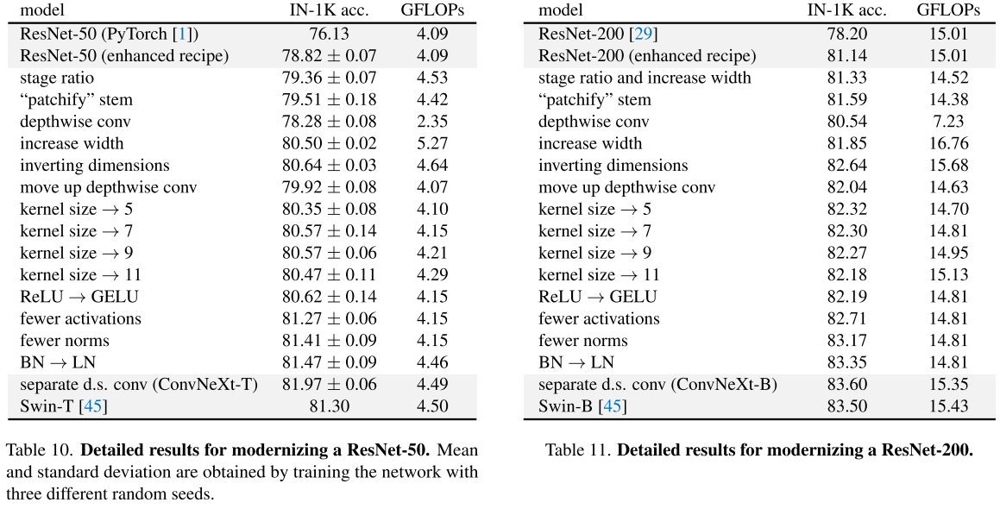 model IN-1K acc. GFLOPs
ResNet-50 (PyTorch [1]) 76.13 4.09
ResNet-50 (enhanced recipe) 78.82 ± 0.07 4.09
stage ratio 79.36 ± 0.07 4.53
“patchify” stem 79.51 ± 0.18 4.42
depthwise conv 78.28 ± 0.08 2.35
increase width 80.50 ± 0.02 5.27
inverting dimensions 80.64 ± 0.03 4.64
move up depthwise conv 79.92 ± 0.08 4.07
kernel size → 5 80.35 ± 0.08 4.10
kernel size → 7 80.57 ± 0.14 4.15
kernel size → 9 80.57 ± 0.06 4.21
kernel size → 11 80.47 ± 0.11 4.29
ReLU → GELU 80.62 ± 0.14 4.15
fewer activations 81.27 ± 0.06 4.15
fewer norms 81.41 ± 0.09 4.15
BN → LN 81.47 ± 0.09 4.46
separate d.s. conv (ConvNeXt-T) 81.97 ± 0.06 4.49
Swin-T [45] 81.30 4.50
Table 10. Detailed results for modernizing a ResNet-50. Mean
and standard deviation are obtained by training the network with
three different random seeds.
model IN-1K acc. GFLOPs
ResNet-200 [29] 78.20 15.01
ResNet-200 (enhanced recipe) 81.14 15.01
stage ratio and increase width 81.33 14.52
“patchify” stem 81.59 14.38
depthwise conv 80.54 7.23
increase width 81.85 16.76
inverting dimensions 82.64 15.68
move up depthwise conv 82.04 14.63
kernel size → 5 82.32 14.70
kernel size → 7 82.30 14.81
kernel size → 9 82.27 14.95
kernel size → 11 82.18 15.13
ReLU → GELU 82.19 14.81
fewer activations 82.71 14.81
fewer norms 83.17 14.81
BN → LN 83.35 14.81
separate d.s. conv (ConvNeXt-B) 83.60 15.35
Swin-B [45] 83.50 15.43
Table 11. Detailed results for modernizing a ResNet-200.